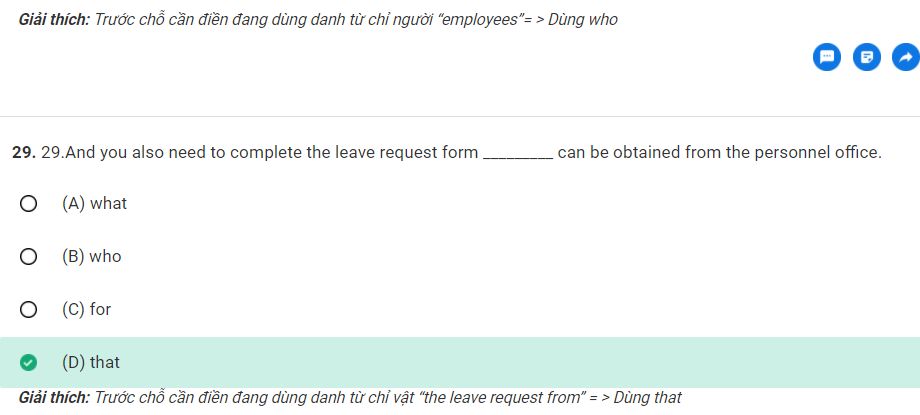 Giải thích: Trước chỗ cần điền đang dùng danh từ chỉ người “employees”= > Dùng who
29. 29.And you also need to complete the leave request form _________ can be obtained from the personnel office.
(A) what
(B) who
(C) for
(D) that
Giải thích: Trước chỗ cần điền đang dùng danh từ chỉ vật “the leave request from” = > Dùng that